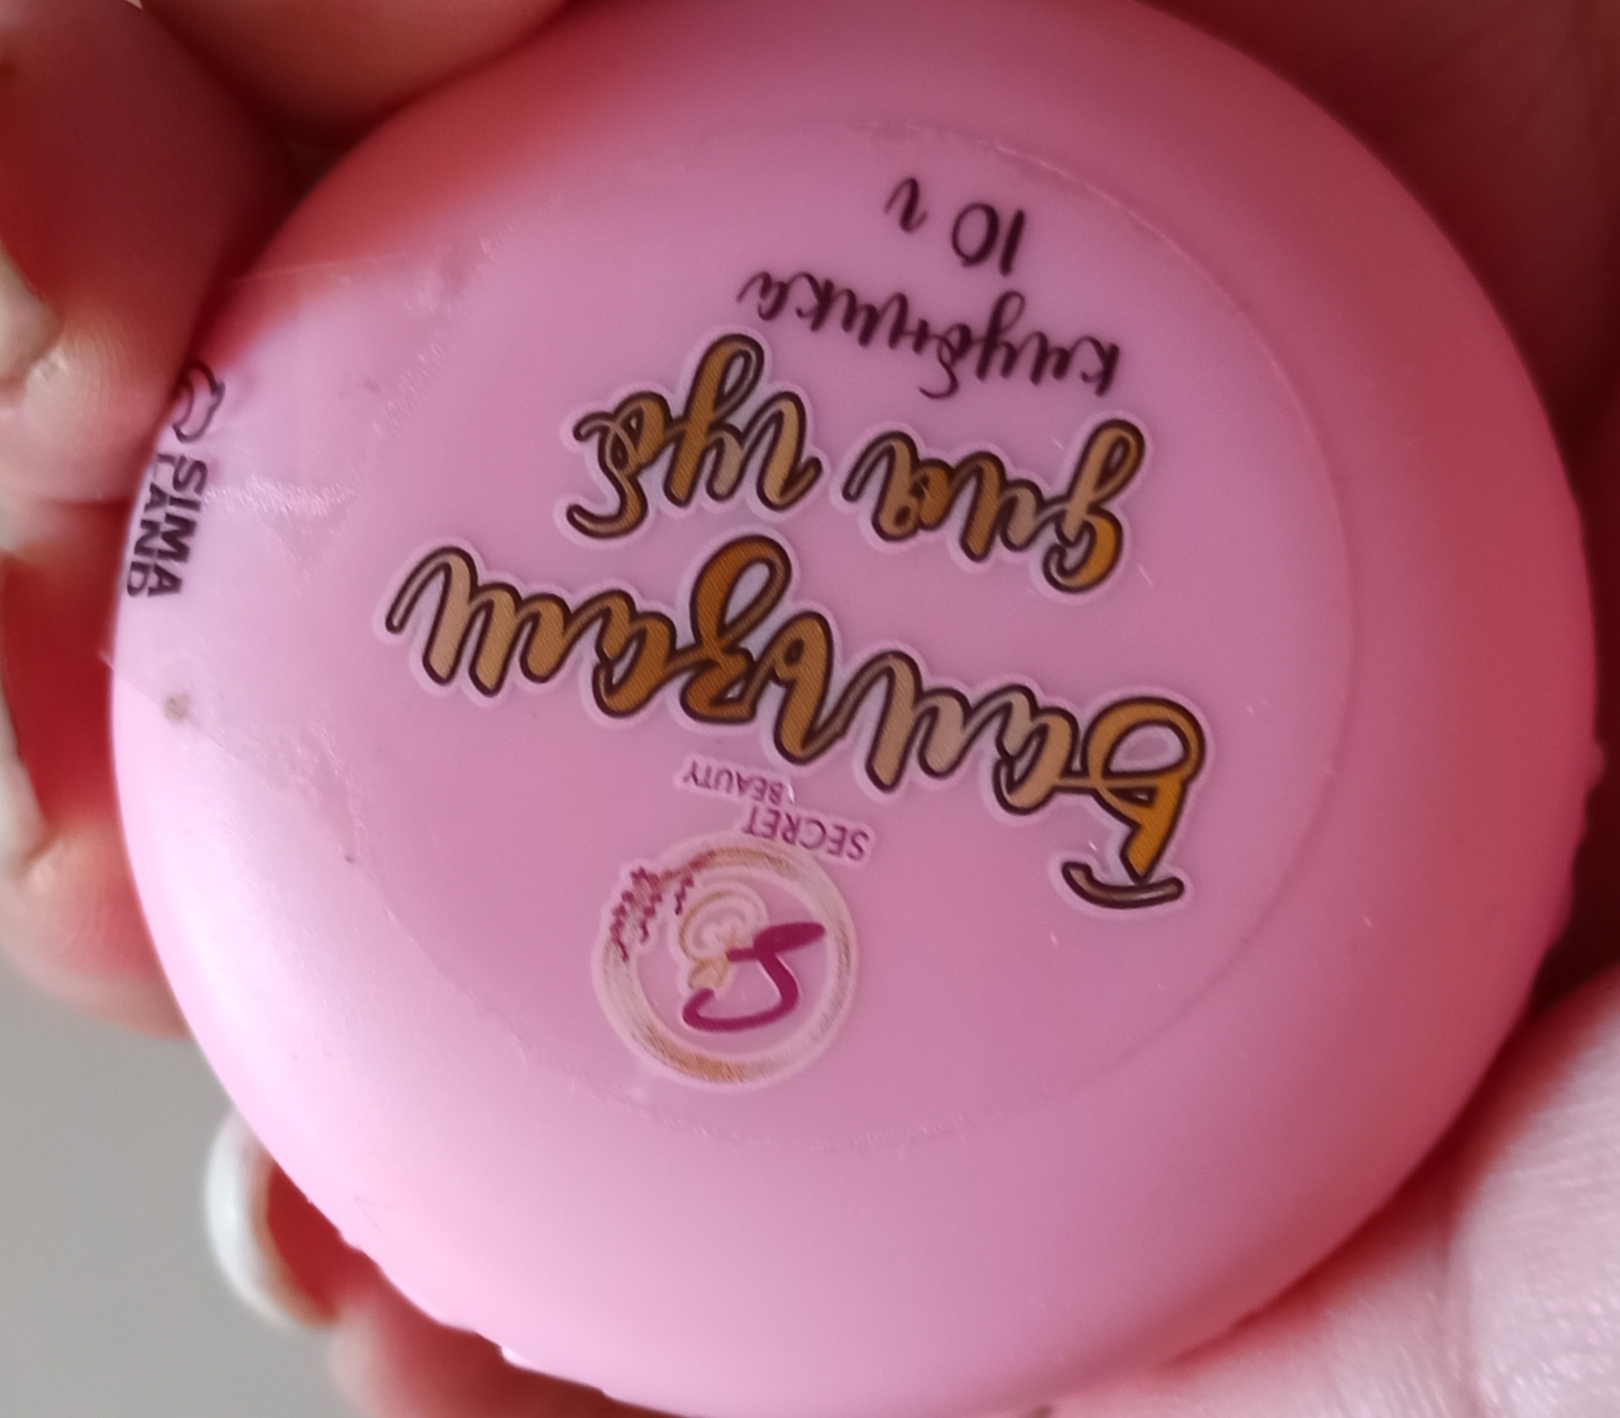 SECRET
BEAUTY
Бальзам
для губ
клубника
10 г
SIMA
LAND